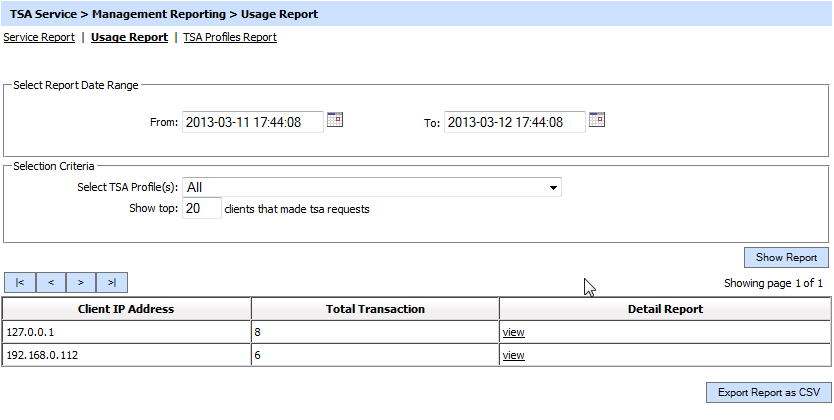 TSA Service > Management Reporting > Usage Report
Service Report | Usage Report | TSA Profiles Report
Select Report Date Range
From: 2013-03-11 17:44:08 To: 2013-03-12 17:44:08
Selection Criteria
Select TSA Profile(s): All
Show top: 20 clients that made tsa requests
Show Report
|< < > >| Showing page 1 of 1
Client IP Address Total Transaction Detail Report
127.0.0.1 8 view
192.168.0.112 6 view
Export Report as CSV